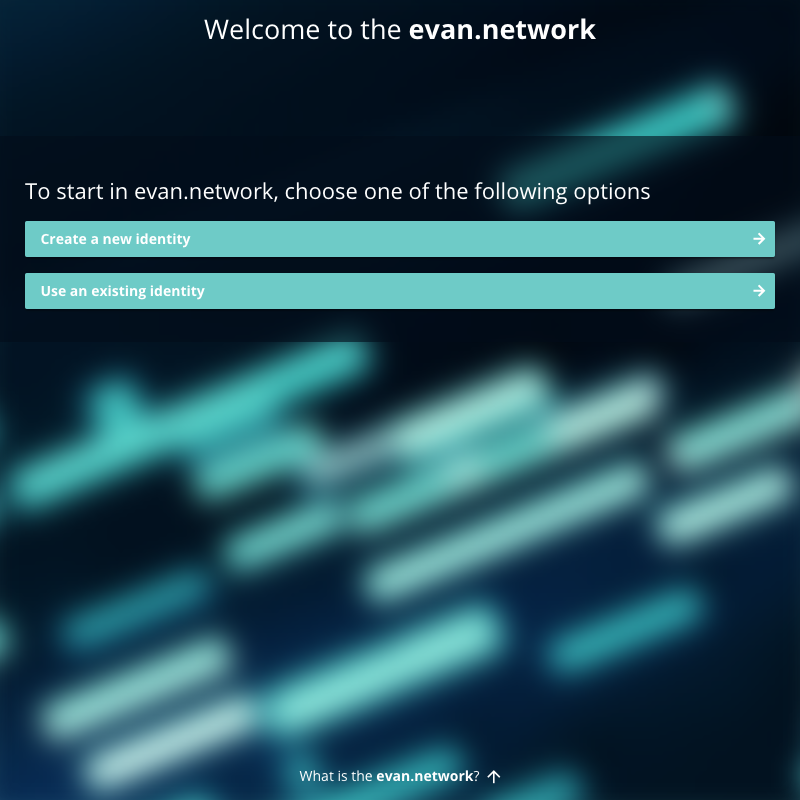 Welcome to the evan.network
To start in evan.network, choose one of the following options
Create a new identity
Use an existing identity
What is the evan.network?